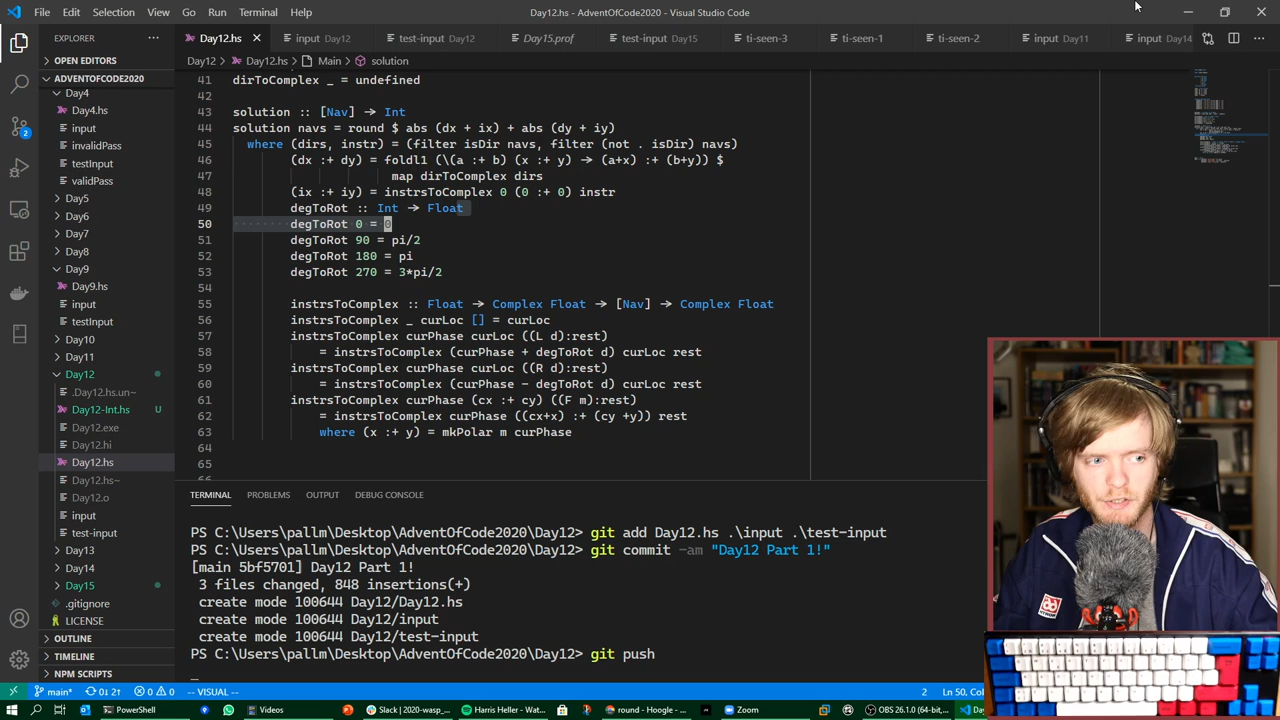 File Edit Selection View Go Run Terminal Help
Day12.hs - AdventOfCode2020 - Visual Studio Code
EXPLORER
Day12.hs
input Day12
test-input Day12
Day15.prof
test-input Day15
ti-seen-3
ti-seen-1
ti-seen-2
input Day11
input Day14
OPEN EDITORS
Day12 > Day12.hs > Main > solution
ADVENTOFCODE2020
Day4
Day4.hs
input
invalidPass
testInput
validPass
Day5
Day6
Day7
Day8
Day9
Day9.hs
input
testInput
Day10
Day11
Day12
.Day12.hs.un~
Day12-Int.hs U
Day12.exe
Day12.hi
Day12.hs
Day12.hs~
Day12.o
input
test-input
Day13
Day14
Day15
.gitignore
LICENSE
OUTLINE
TIMELINE
NPM SCRIPTS
41 dirToComplex _ = undefined
42
43 solution :: [Nav] → Int
44 solution navs = round $ abs (dx + ix) + abs (dy + iy)
45 where (dirs, instr) = (filter isDir navs, filter (not . isDir) navs)
46 (dx :+ dy) = foldl1 (\(a :+ b) (x :+ y) → (a+x) :+ (b+y)) $
47 map dirToComplex dirs
48 (ix :+ iy) = instrsToComplex 0 (0 :+ 0) instr
49 degToRot :: Int → Float
50 degToRot 0 = 0
51 degToRot 90 = pi/2
52 degToRot 180 = pi
53 degToRot 270 = 3*pi/2
54
55 instrsToComplex :: Float → Complex Float → [Nav] → Complex Float
56 instrsToComplex _ curLoc [] = curLoc
57 instrsToComplex curPhase curLoc ((L d):rest)
58 = instrsToComplex (curPhase + degToRot d) curLoc rest
59 instrsToComplex curPhase curLoc ((R d):rest)
60 = instrsToComplex (curPhase - degToRot d) curLoc rest
61 instrsToComplex curPhase (cx :+ cy) ((F m):rest)
62 = instrsToComplex curPhase ((cx+x) :+ (cy +y)) rest
63 where (x :+ y) = mkPolar m curPhase
64
65
TERMINAL PROBLEMS OUTPUT DEBUG CONSOLE
PS C:\Users\pallm\Desktop\AdventOfCode2020\Day12> git add Day12.hs .\input .\test-input
PS C:\Users\pallm\Desktop\AdventOfCode2020\Day12> git commit -am "Day12 Part 1!"
[main 5bf5701] Day12 Part 1!
3 files changed, 848 insertions(+)
create mode 100644 Day12/Day12.hs
create mode 100644 Day12/input
create mode 100644 Day12/test-input
PS C:\Users\pallm\Desktop\AdventOfCode2020\Day12> git push
main* 0↓ 2↑ 0 0 -- VISUAL -- 2 Ln 50,
PowerShell
Videos
Slack | 2020-wasp_...
Harris Heller - Wat...
round - Hoogle - ...
Zoom
OBS 26.1.0 (64-bit,...